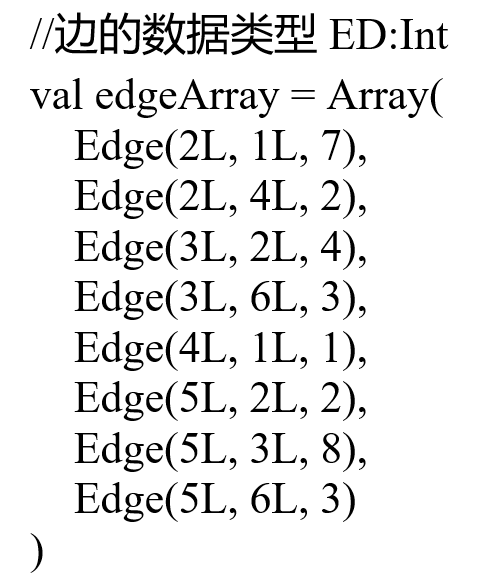 //边的数据类型 ED:Int
val edgeArray = Array(
Edge(2L, 1L, 7),
Edge(2L, 4L, 2),
Edge(3L, 2L, 4),
Edge(3L, 6L, 3),
Edge(4L, 1L, 1),
Edge(5L, 2L, 2),
Edge(5L, 3L, 8),
Edge(5L, 6L, 3)
)